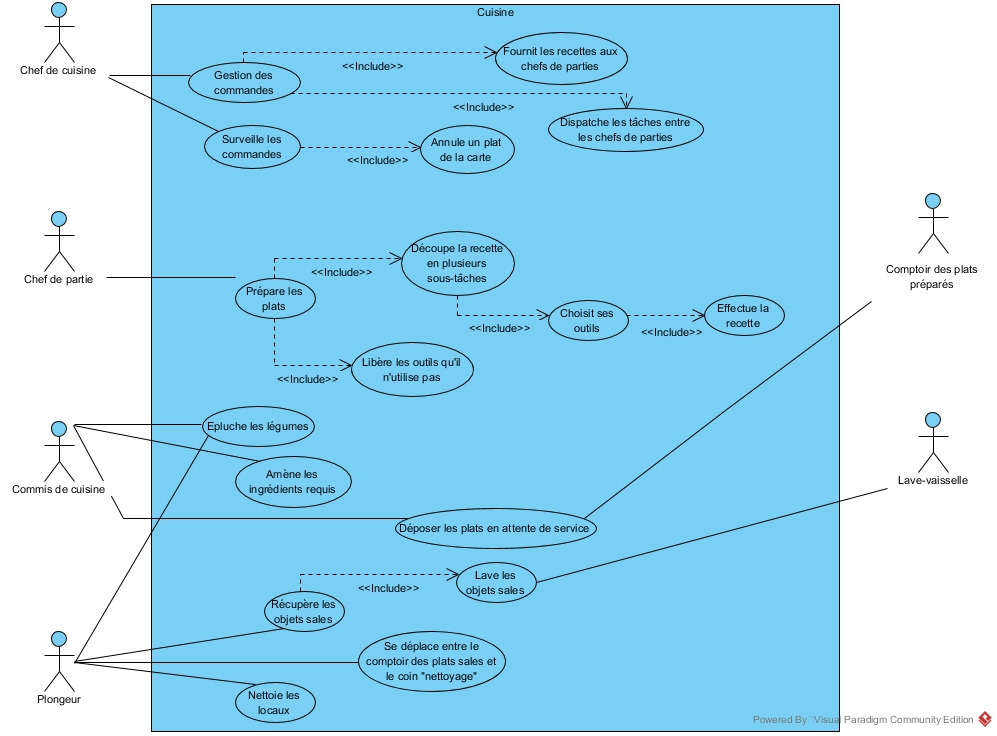 Cuisine
Chef de cuisine
Gestion des
commandes
<<Include>>
Fournit les recettes aux
chefs de parties
<<Include>>
Dispatche les tâches entre
les chefs de parties
Surveille les
commandes
<<Include>>
Annule un plat
de la carte
Chef de partie
Prépare les
plats
<<Include>>
Découpe la recette
en plusieurs
sous-tâches
<<Include>>
Choisit ses
outils
<<Include>>
Effectue la
recette
<<Include>>
Libère les outils qu'il
n'utilise pas
Comptoir des plats
préparés
Commis de cuisine
Epluche les légumes
Amène les
ingrédients requis
Déposer les plats en attente de service
Lave-vaisselle
Récupère les
objets sales
<<Include>>
Lave les
objets sales
Plongeur
Se déplace entre le
comptoir des plats sales et
le coin "nettoyage"
Nettoie les
locaux
Powered By Visual Paradigm Community Edition